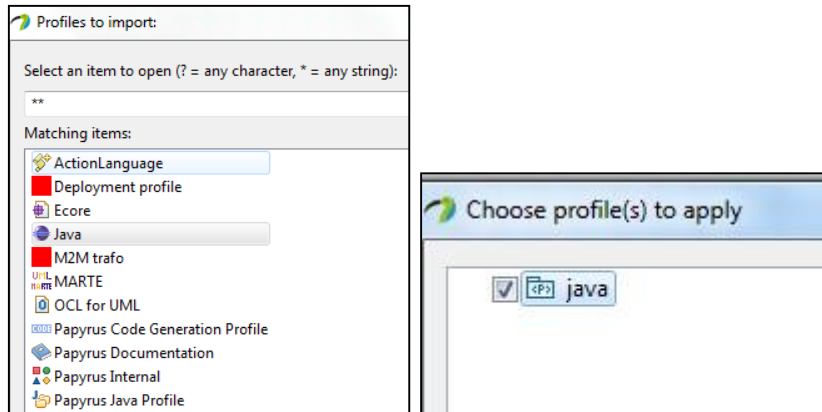 Profiles to import:
Select an item to open (? = any character, * = any string):
**
Matching items:
ActionLanguage
Deployment profile
Ecore
Java
M2M trafo
UML MARTE MARTE
OCL for UML
CODE Papyrus Code Generation Profile
Papyrus Documentation
Papyrus Internal
Papyrus Java Profile
Choose profile(s) to apply
<P> java